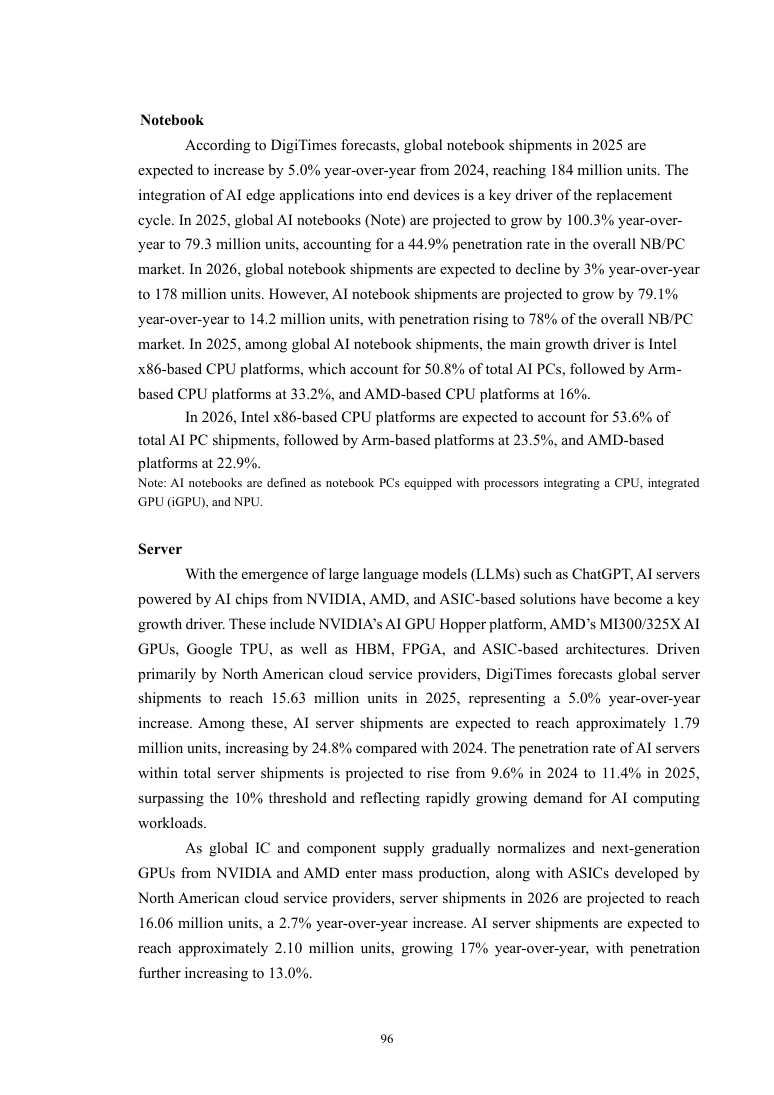 Notebook
According to DigiTimes forecasts, global notebook shipments in 2025 are
expected to increase by 5.0% year-over-year from 2024, reaching 184 million units. The
integration of AI edge applications into end devices is a key driver of the replacement
cycle. In 2025, global AI notebooks (Note) are projected to grow by 100.3% year-over-
year to 79.3 million units, accounting for a 44.9% penetration rate in the overall NB/PC
market. In 2026, global notebook shipments are expected to decline by 3% year-over-year
to 178 million units. However, AI notebook shipments are projected to grow by 79.1%
year-over-year to 14.2 million units, with penetration rising to 78% of the overall NB/PC
market. In 2025, among global AI notebook shipments, the main growth driver is Intel
x86-based CPU platforms, which account for 50.8% of total AI PCs, followed by Arm-
based CPU platforms at 33.2%, and AMD-based CPU platforms at 16%.
In 2026, Intel x86-based CPU platforms are expected to account for 53.6% of
total AI PC shipments, followed by Arm-based platforms at 23.5%, and AMD-based
platforms at 22.9%.
Note: AI notebooks are defined as notebook PCs equipped with processors integrating a CPU, integrated
GPU (iGPU), and NPU.
Server
With the emergence of large language models (LLMs) such as ChatGPT, AI servers
powered by AI chips from NVIDIA, AMD, and ASIC-based solutions have become a key
growth driver. These include NVIDIA’s AI GPU Hopper platform, AMD’s MI300/325X AI
GPUs, Google TPU, as well as HBM, FPGA, and ASIC-based architectures. Driven
primarily by North American cloud service providers, DigiTimes forecasts global server
shipments to reach 15.63 million units in 2025, representing a 5.0% year-over-year
increase. Among these, AI server shipments are expected to reach approximately 1.79
million units, increasing by 24.8% compared with 2024. The penetration rate of AI servers
within total server shipments is projected to rise from 9.6% in 2024 to 11.4% in 2025,
surpassing the 10% threshold and reflecting rapidly growing demand for AI computing
workloads.
As global IC and component supply gradually normalizes and next-generation
GPUs from NVIDIA and AMD enter mass production, along with ASICs developed by
North American cloud service providers, server shipments in 2026 are projected to reach
16.06 million units, a 2.7% year-over-year increase. AI server shipments are expected to
reach approximately 2.10 million units, growing 17% year-over-year, with penetration
further increasing to 13.0%.
96